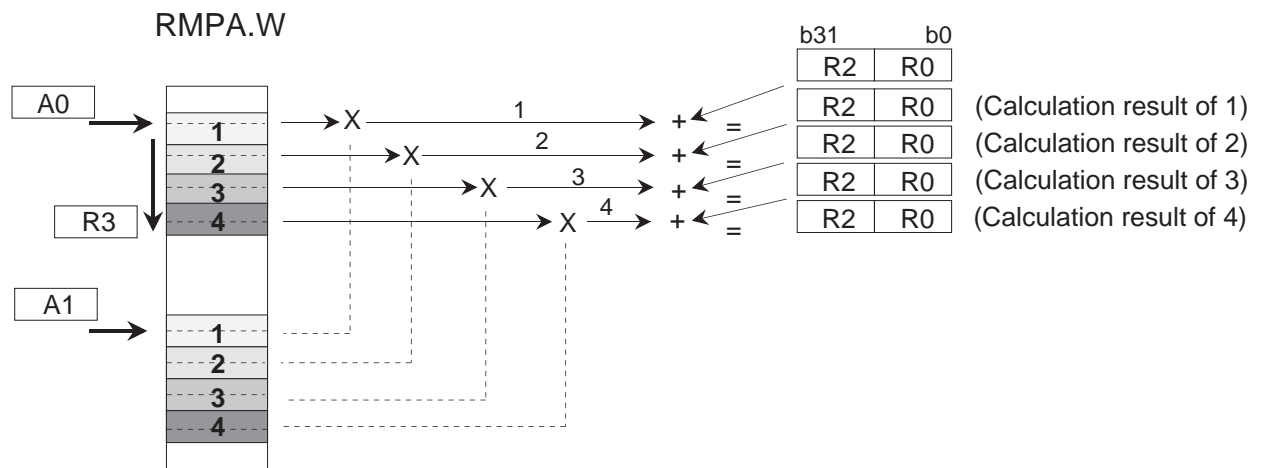 RMPA.W
b31 b0
R2 R0
A0
1 X 1 + = R2 R0 (Calculation result of 1)
2 X 2 + = R2 R0 (Calculation result of 2)
3 X 3 + = R2 R0 (Calculation result of 3)
R3 4 X 4 + = R2 R0 (Calculation result of 4)
A1
1
2
3
4